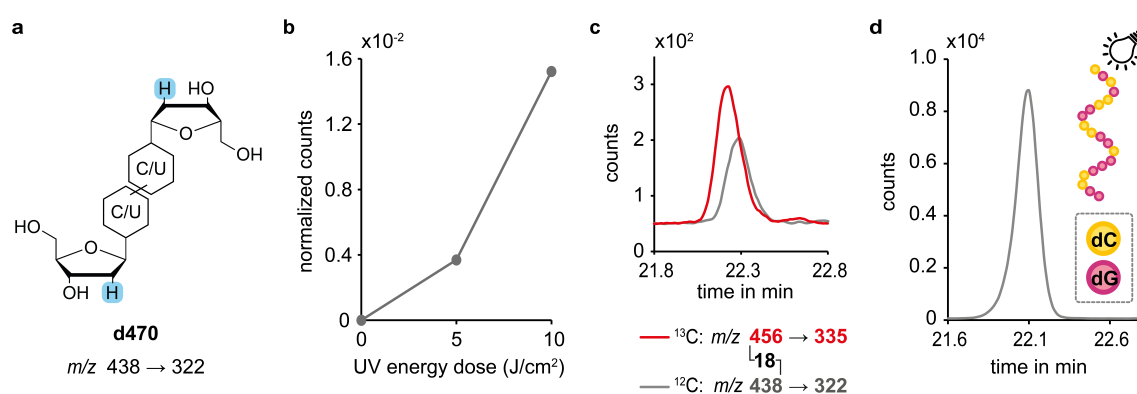 a
H
HO
O
OH
C/U
C/U
HO
O
OH
H
d470
m/z 438 → 322
b
x10⁻²
1.6
1.2
0.8
0.4
0
normalized counts
0 5 10
UV energy dose (J/cm²)
c
x10²
3
2
1
0
counts
21.8 22.3 22.8
time in min
¹³C: m/z 456 → 335
18
¹²C: m/z 438 → 322
d
x10⁴
1.0
0.8
0.6
0.4
0.2
0
counts
21.6 22.1 22.6
time in min
dC
dG